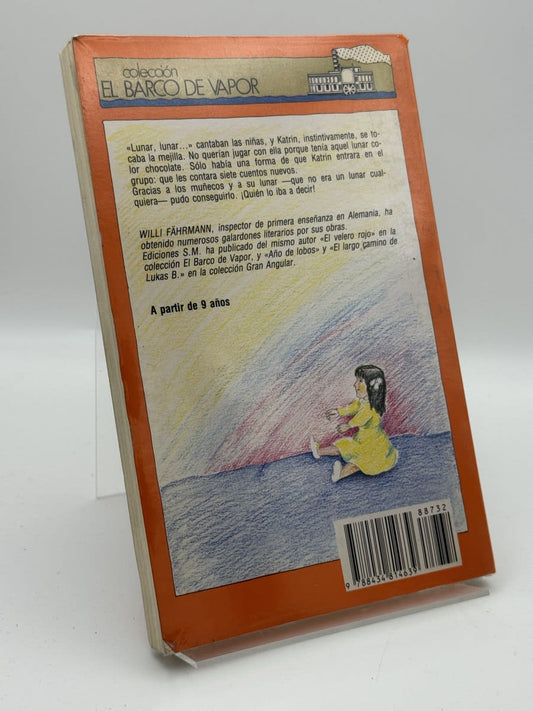 colección
EL BARCO DE VAPOR
«Lunar, lunar...» cantaban las niñas, y Katrin, instintivamente, se to-
caba la mejilla. No querían jugar con ella porque tenía aquel lunar co-
lor chocolate. Sólo había una forma de que Katrin entrara en el
grupo: que les contara siete cuentos nuevos.
Gracias a los muñecos y a su lunar —que no era un lunar cual-
quiera— pudo conseguirlo. ¡Quién lo iba a decir!
WILLI FÄHRMANN, inspector de primera enseñanza en Alemania, ha
obtenido numerosos galardones literarios por sus obras.
Ediciones S.M. ha publicado del mismo autor «El velero rojo» en la
colección El Barco de Vapor, y «Año de lobos» y «El largo camino de
Lukas B.» en la colección Gran Angular.
A partir de 9 años
88732
9 788434 814639